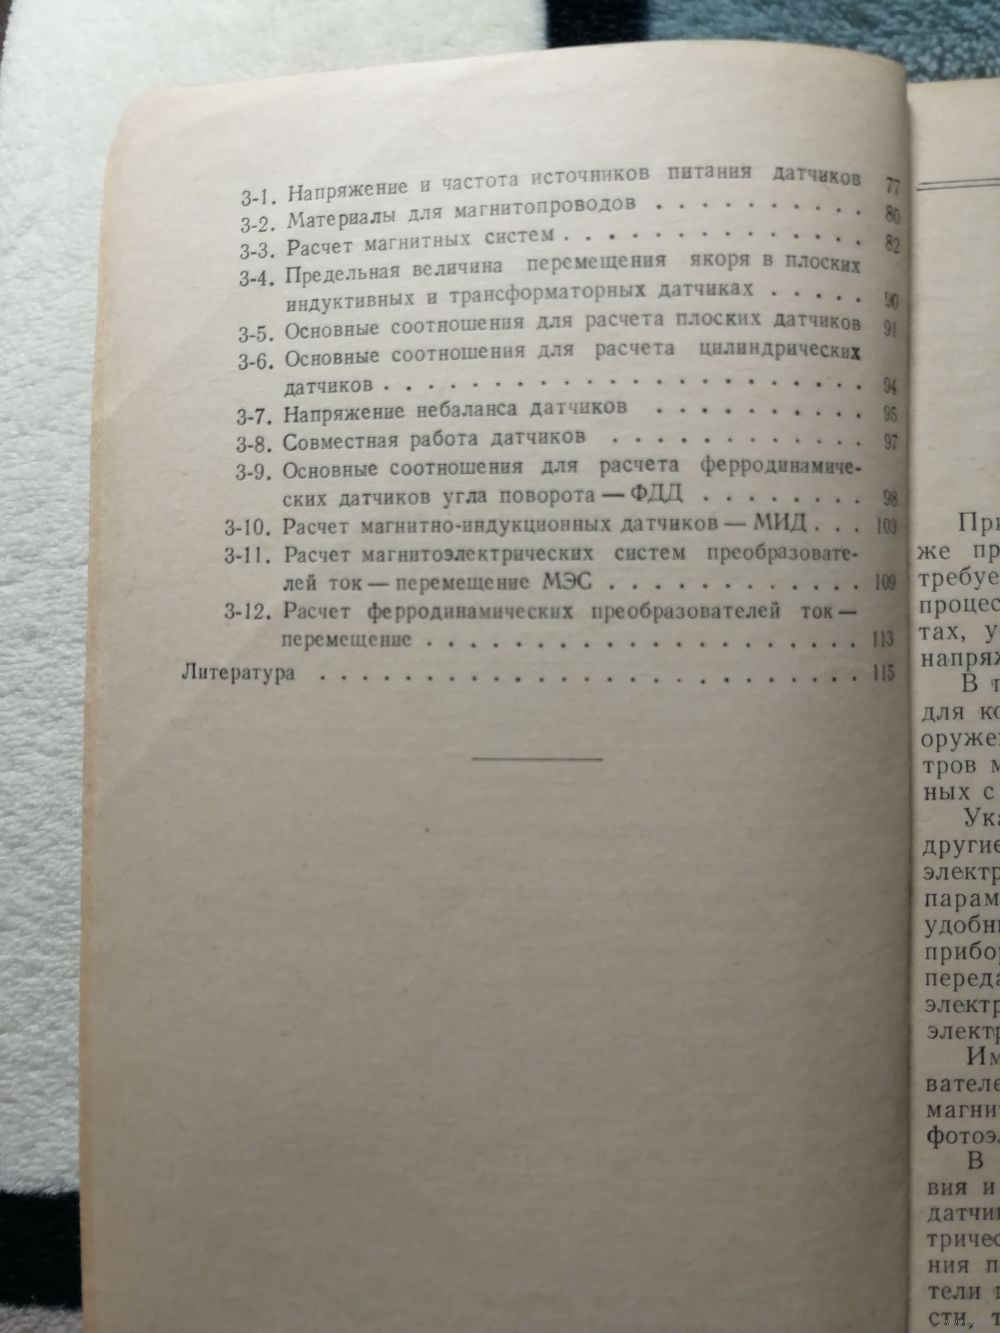 3-1. Напряжение и частота источников питания датчиков 77
3-2. Материалы для магнитопроводов . . . . . . . . . . 80
3-3. Расчет магнитных систем . . . . . . . . . . . . . . 82
3-4. Предельная величина перемещения якоря в плоских
индуктивных и трансформаторных датчиках . . . . . 90
3-5. Основные соотношения для расчета плоских датчиков 91
3-6. Основные соотношения для расчета цилиндрических
датчиков . . . . . . . . . . . . . . . . . . . . . . . 94
3-7. Напряжение небаланса датчиков . . . . . . . . . . 95
3-8. Совместная работа датчиков . . . . . . . . . . . . 97
3-9. Основные соотношения для расчета ферродинамиче-
ских датчиков угла поворота — ФДД . . . . . . . . 98
3-10. Расчет магнитно-индукционных датчиков — МИД . . . 103
3-11. Расчет магнитоэлектрических систем преобразовате-
лей ток — перемещение МЭС . . . . . . . . . . . . 109
3-12. Расчет ферродинамических преобразователей ток —
перемещение . . . . . . . . . . . . . . . . . . . . . 113
Литература . . . . . . . . . . . . . . . . . . . . . . . . . . 115
При
же пр
требуе
процес
тах, у
напряж
В
для ко
оруже
тров м
ных с
Ука
другие
электр
парам
удобн
прибо
переда
электр
электр
Им
вателе
магни
фотоэ
В
вия и
датчи
тричес
ния п
тели
сти, т